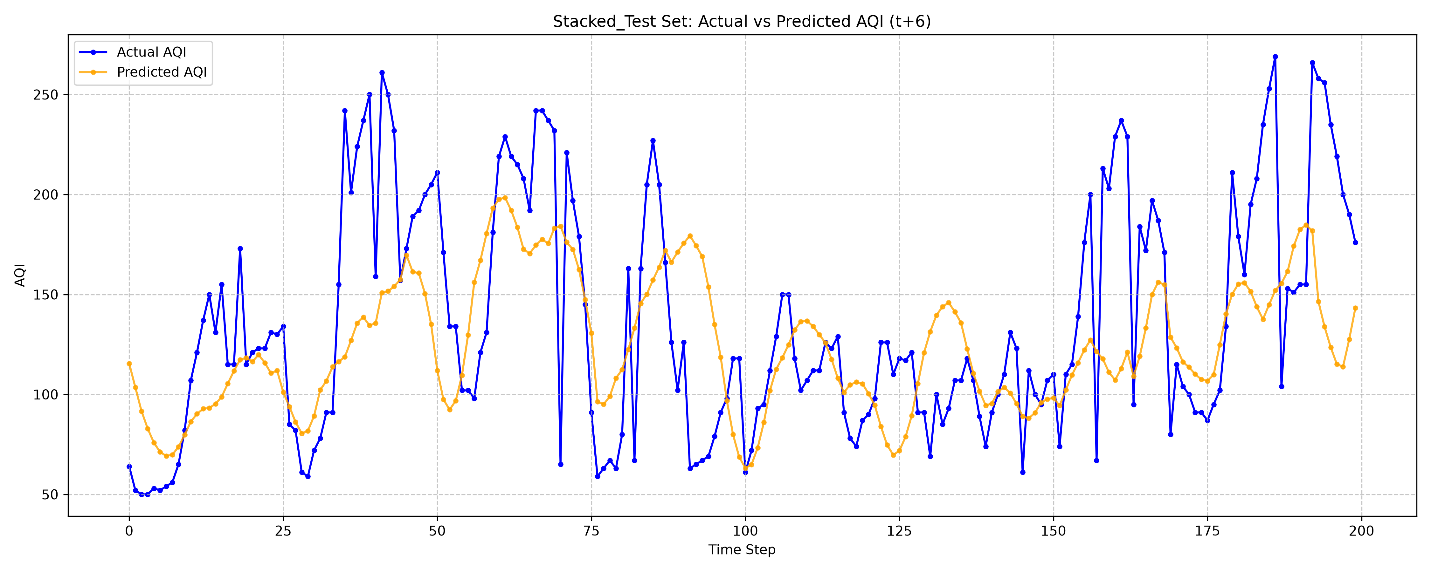 Stacked_Test Set: Actual vs Predicted AQI (t+6)
Actual AQI
Predicted AQI
AQI
250
200
150
100
50
0 25 50 75 100 125 150 175 200
Time Step